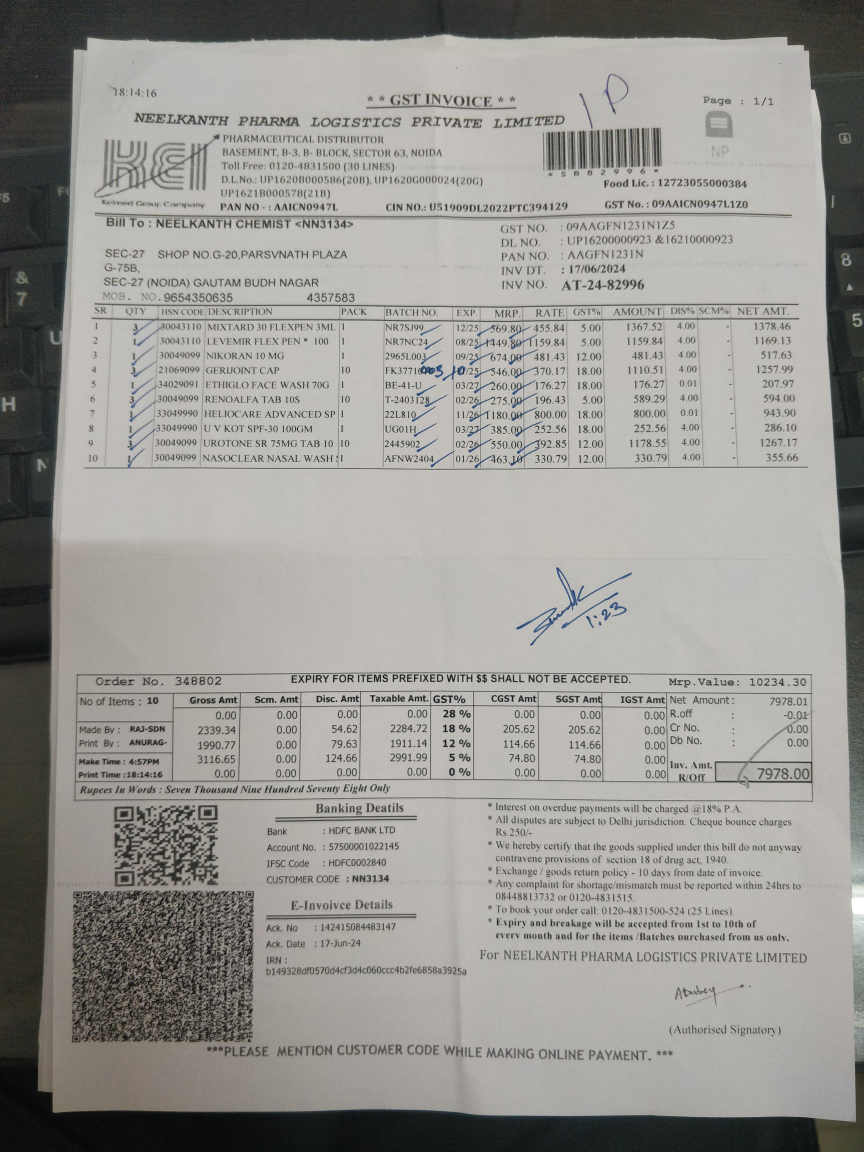 18:14:16
** GST INVOICE **
1P
Page : 1/1
NEELKANTH PHARMA LOGISTICS PRIVATE LIMITED
PHARMACEUTICAL DISTRIBUTOR
BASEMENT, B-3, B- BLOCK, SECTOR 63, NOIDA
Toll Free: 0120-4831500 (30 LINES)
D.L.No.: UP1620B000586(20B), UP1620G000024(20G)
UP1621B000578(21B)
*5882996*
NP
Food Lic. : 12723055000384
KEI
Group Company
PAN NO - : AAICN0947L
CIN NO.: U51909DL2022PTC394129
GST No. : 09AAICN0947L1Z0
Bill To : NEELKANTH CHEMIST <NN3134>
SEC-27 SHOP NO.G-20,PARSVNATH PLAZA
G-75B,
SEC-27 (NOIDA) GAUTAM BUDH NAGAR
MOB. NO.9654350635 4357583
GST NO. : 09AAGFN1231N1Z5
DL NO. : UP16200000923 &16210000923
PAN NO. : AAGFN1231N
INV DT. : 17/06/2024
INV NO. AT-24-82996
SR QTY HSN CODE DESCRIPTION PACK BATCH NO. EXP. MRP. RATE GST% AMOUNT DIS% SCM% NET AMT.
1 3 30043110 MIXTARD 30 FLEXPEN 3ML 1 NR7SJ99 12/25 569.80 455.84 5.00 1367.52 4.00 - 1378.46
2 1 30043110 LEVEMIR FLEX PEN * 100 1 NR7NC24 08/25 1449.80 1159.84 5.00 1159.84 4.00 - 1169.13
3 1 30049099 NIKORAN 10 MG 1 2965L003 09/25 674.00 481.43 12.00 481.43 4.00 - 517.63
4 3 21069099 GERIJOINT CAP 10 FK3771003 10/25 546.00 370.17 18.00 1110.51 4.00 - 1257.99
5 1 34029091 ETHIGLO FACE WASH 70G 1 BE-41-U 03/27 260.00 176.27 18.00 176.27 0.01 - 207.97
6 3 30049099 RENOALFA TAB 10S 10 T-2403128 02/26 275.00 196.43 5.00 589.29 4.00 - 594.00
7 1 33049990 HELIOCARE ADVANCED SP 1 22L810 11/26 1180.00 800.00 18.00 800.00 0.01 - 943.90
8 1 33049990 U V KOT SPF-30 100GM 1 UG01H 03/27 385.00 252.56 18.00 252.56 4.00 - 286.10
9 3 30049099 UROTONE SR 75MG TAB 10 10 2445902 02/26 550.00 392.85 12.00 1178.55 4.00 - 1267.17
10 1 30049099 NASOCLEAR NASAL WASH 1 AFNW2404 01/26 463.10 330.79 12.00 330.79 4.00 - 355.66
1:23
Order No. 348802 EXPIRY FOR ITEMS PREFIXED WITH $$ SHALL NOT BE ACCEPTED. Mrp.Value: 10234.30
No of Items : 10 Gross Amt Scm. Amt Disc. Amt Taxable Amt. GST% CGST Amt SGST Amt IGST Amt Net Amount : 7978.01
0.00 0.00 0.00 0.00 28 % 0.00 0.00 0.00 R.off : -0.01
Made By : RAJ-SDN 2339.34 0.00 54.62 2284.72 18 % 205.62 205.62 0.00 Cr No. : 0.00
Print By : ANURAG- 1990.77 0.00 79.63 1911.14 12 % 114.66 114.66 0.00 Db No. : 0.00
Make Time : 4:57PM 3116.65 0.00 124.66 2991.99 5 % 74.80 74.80 0.00
Print Time :18:14:16 0.00 0.00 0.00 0.00 0 % 0.00 0.00 0.00 Inv. Amt. R/Off 7978.00
Rupees In Words : Seven Thousand Nine Hundred Seventy Eight Only
Banking Deatils
Bank : HDFC BANK LTD
Account No. : 57500001022145
IFSC Code : HDFC0002840
CUSTOMER CODE : NN3134
E-Invoivce Details
Ack. No : 142415084483147
Ack. Date : 17-Jun-24
IRN :
b149328df0570d4cf3d4c060ccc4b2fe6858a3925a
* Interest on overdue payments will be charged @18% P.A.
* All disputes are subject to Delhi jurisdiction. Cheque bounce charges
Rs.250/-
* We hereby certify that the goods supplied under this bill do not anyway
contravene provisions of section 18 of drug act, 1940.
* Exchange / goods return policy - 10 days from date of invoice.
* Any complaint for shortage/mismatch must be reported within 24hrs to
08448813732 or 0120-4831515.
* To book your order call: 0120-4831500-524 (25 Lines).
* Expiry and breakage will be accepted from 1st to 10th of
every month and for the items /Batches purchased from us only.
For NEELKANTH PHARMA LOGISTICS PRIVATE LIMITED
ADubey
(Authorised Signatory)
***PLEASE MENTION CUSTOMER CODE WHILE MAKING ONLINE PAYMENT. ***